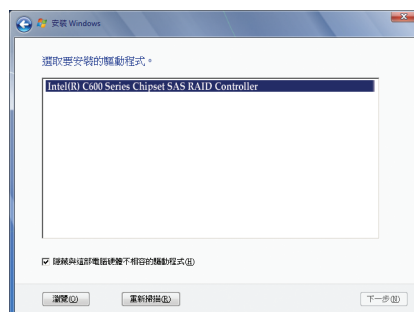 安裝 Windows
選取要安裝的驅動程式。
Intel(R) C600 Series Chipset SAS RAID Controller
隱藏與這部電腦硬體不相容的驅動程式(H)
瀏覽(O) 重新掃描(R) 下一步(N)